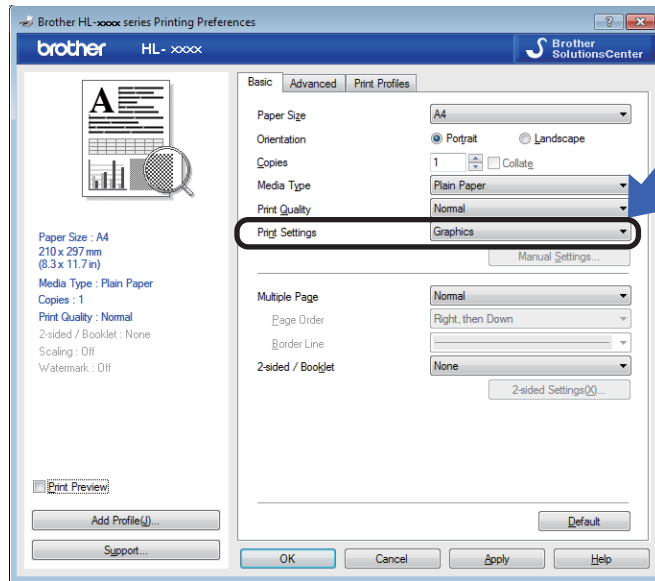 Brother HL-xxxx series Printing Preferences
brother HL- xxxx
Brother
SolutionsCenter
A
Paper Size : A4
210 x 297 mm
(8.3 x 11.7 in)
Media Type : Plain Paper
Copies : 1
Print Quality : Normal
2-sided / Booklet : None
Scaling : Off
Watermark : Off
Print Preview
Add Profile(J)...
Support...
Basic Advanced Print Profiles
Paper Size A4
Orientation Portrait Landscape
Copies 1 Collate
Media Type Plain Paper
Print Quality Normal
Print Settings Graphics
Manual Settings...
Multiple Page Normal
Page Order Right, then Down
Border Line
2-sided / Booklet None
2-sided Settings(X)...
Default
OK Cancel Apply Help